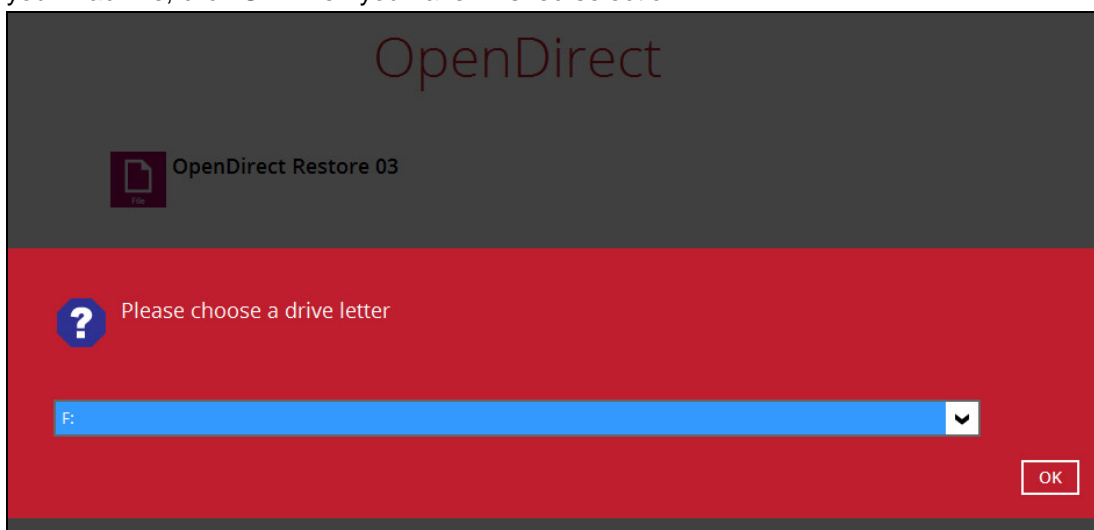 OpenDirect
OpenDirect Restore 03
File
Please choose a drive letter
F:
OK